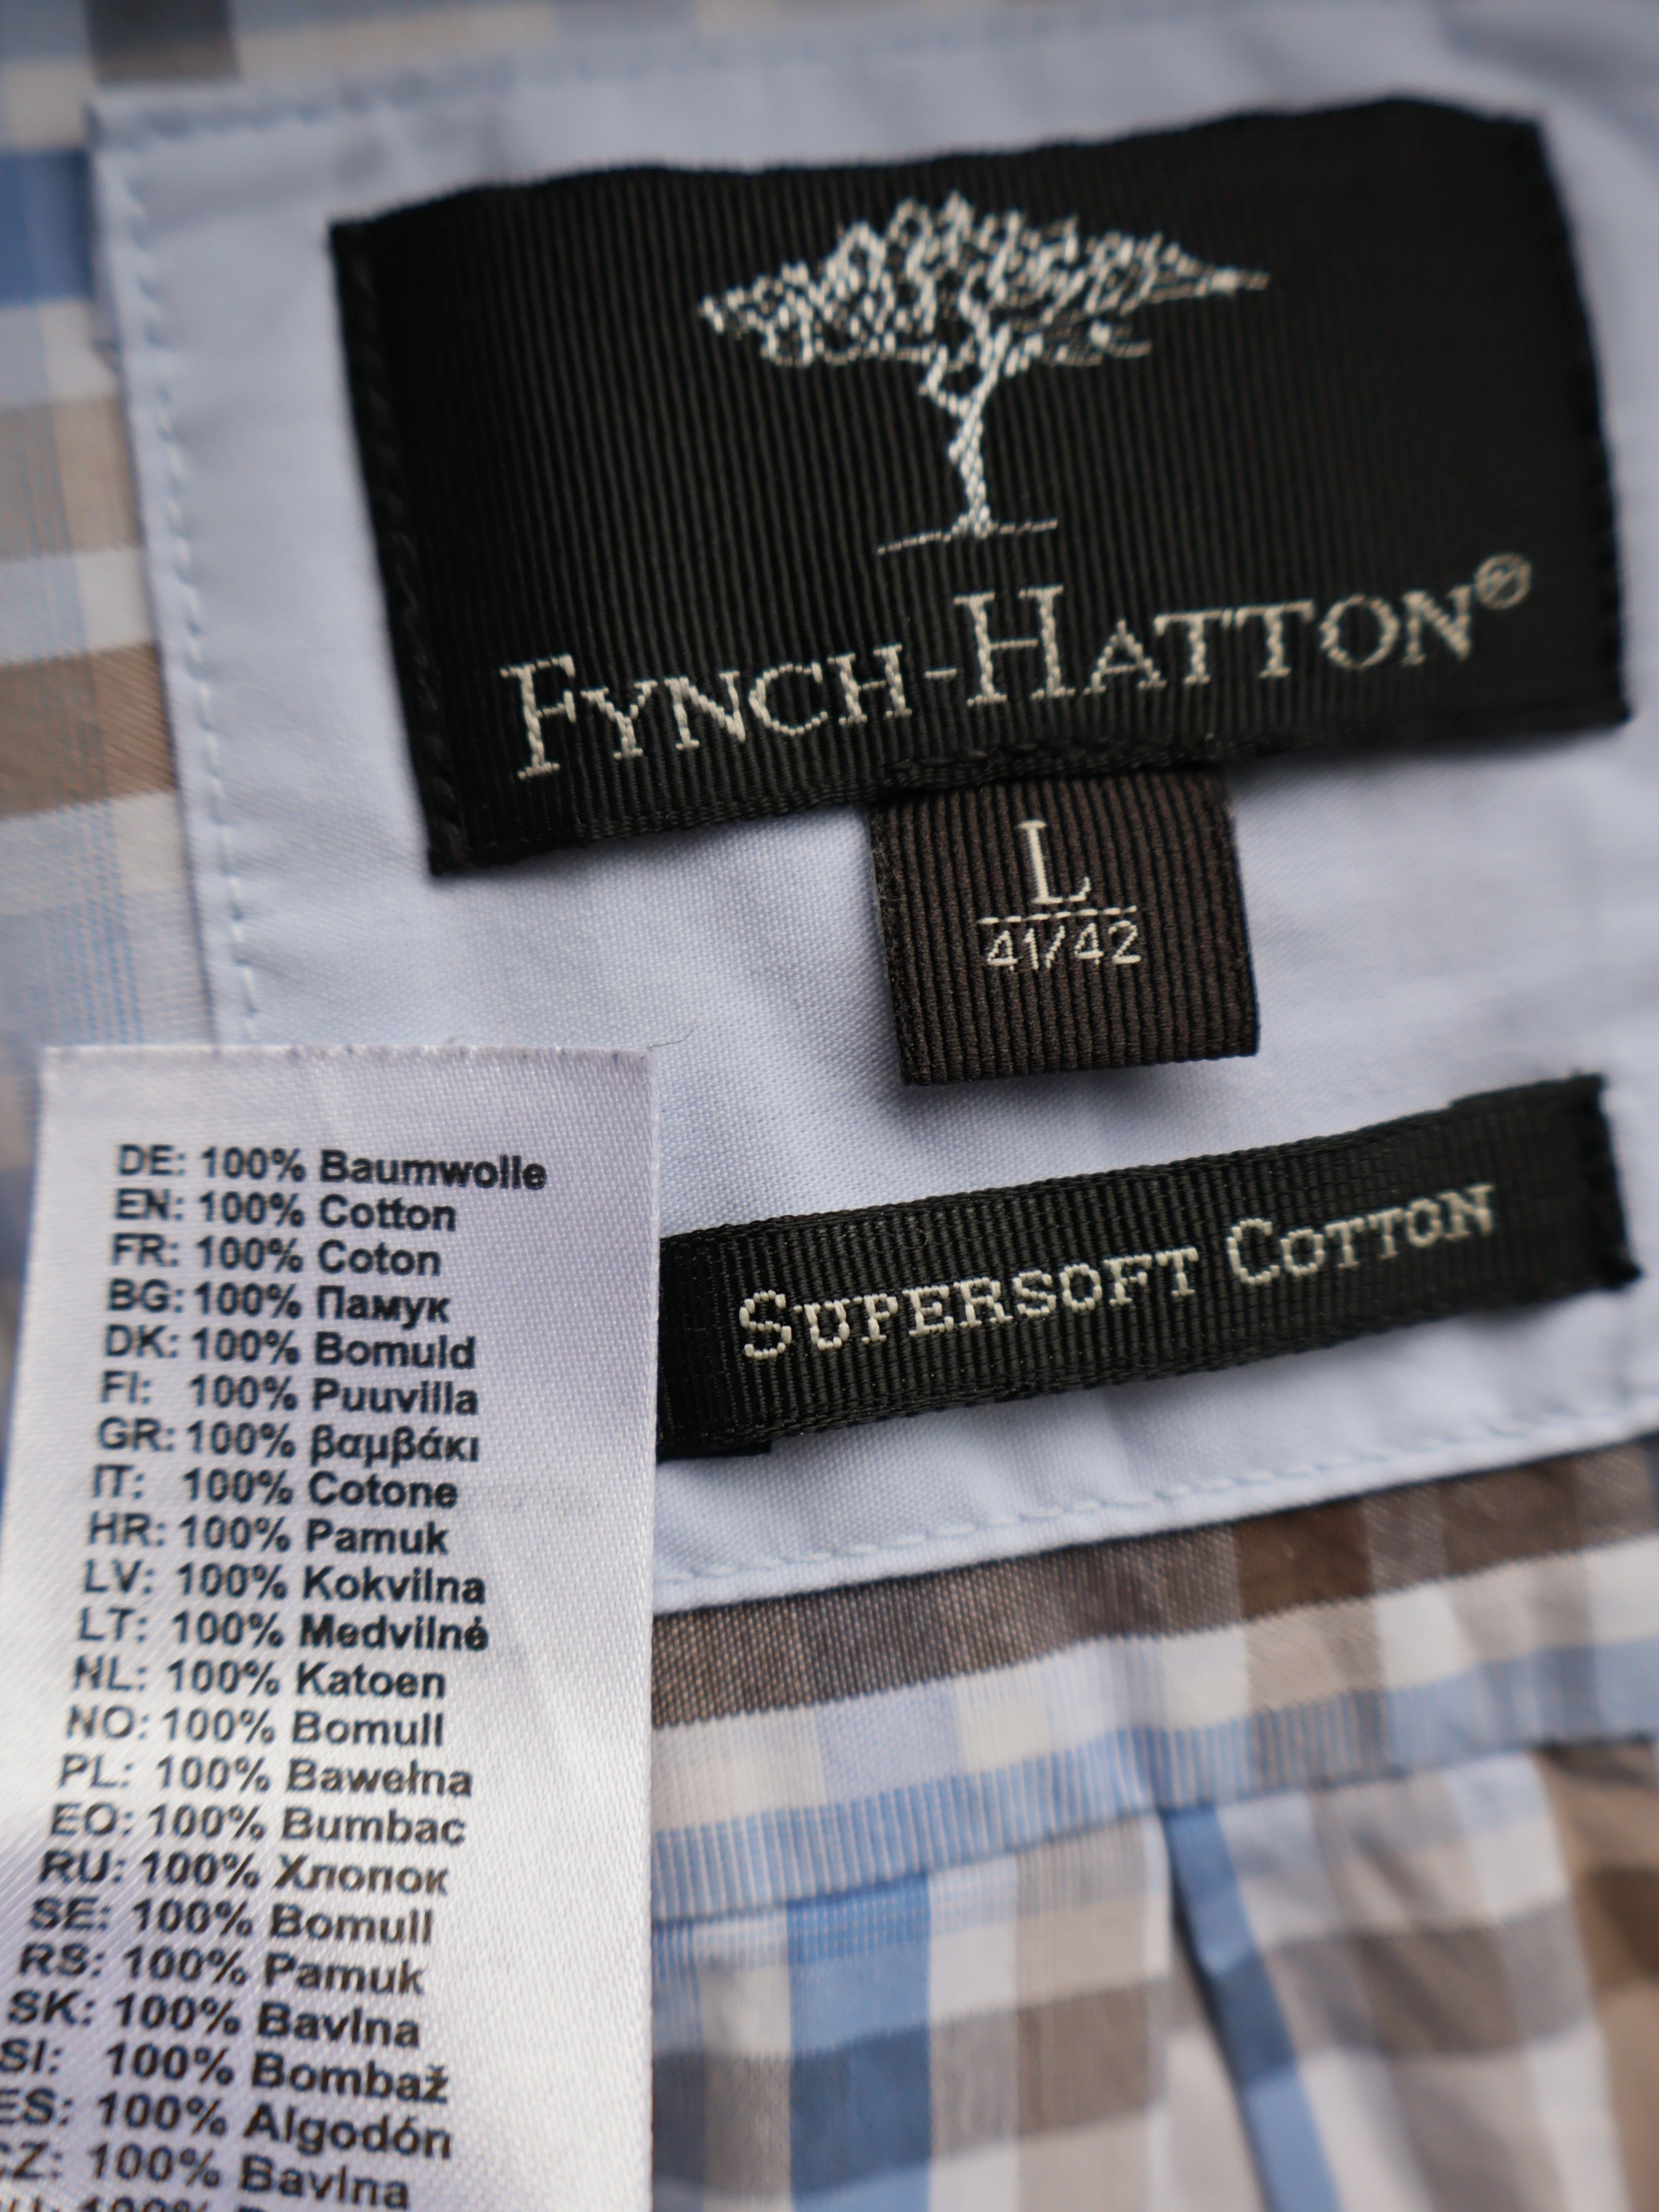 FYNCH-HATTON®
L
41/42
SUPERSOFT COTTON
DE: 100% Baumwolle
EN: 100% Cotton
FR: 100% Coton
BG: 100% Памук
DK: 100% Bomuld
FI: 100% Puuvilla
GR: 100% βαμβάκι
IT: 100% Cotone
HR: 100% Pamuk
LV: 100% Kokvilna
LT: 100% Medvilnė
NL: 100% Katoen
NO: 100% Bomull
PL: 100% Bawełna
EO: 100% Bumbac
RU: 100% Хлопок
SE: 100% Bomull
RS: 100% Pamuk
SK: 100% Bavlna
SI: 100% Bombaž
ES: 100% Algodón
CZ: 100% Bavlna
100%